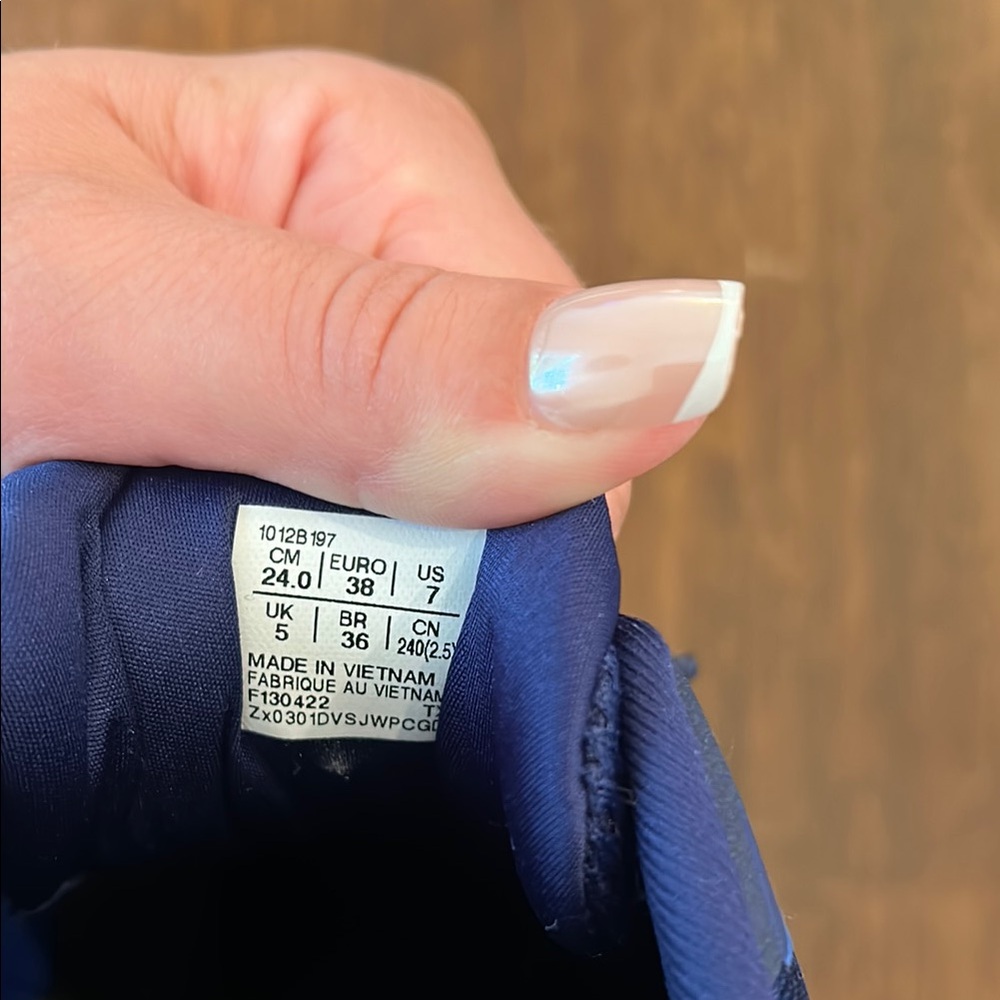 1012B197
CM | EURO | US
24.0 | 38 | 7
UK | BR | CN
5 | 36 | 240(2.5)
MADE IN VIETNAM
FABRIQUE AU VIETNAM
F130422
Zx0301DVSJWPCG